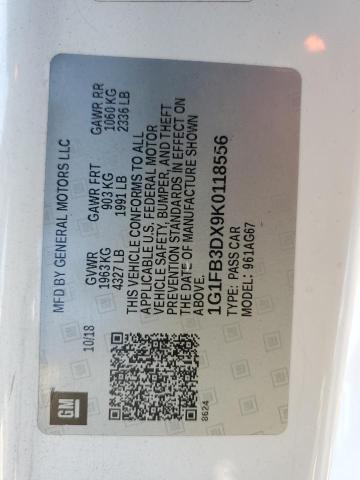 MFD BY GENERAL MOTORS LLC
10/18
GVWR
1963 KG
4327 LB
GAWR FRT
903 KG
1991 LB
GAWR RR
1060 KG
2336 LB
THIS VEHICLE CONFORMS TO ALL
APPLICABLE U.S. FEDERAL MOTOR
VEHICLE SAFETY, BUMPER, AND THEFT
PREVENTION STANDARDS IN EFFECT ON
THE DATE OF MANUFACTURE SHOWN
ABOVE.
1G1FB3DX9K0118556
TYPE: PASS CAR
MODEL: 961AG67
GM
8624